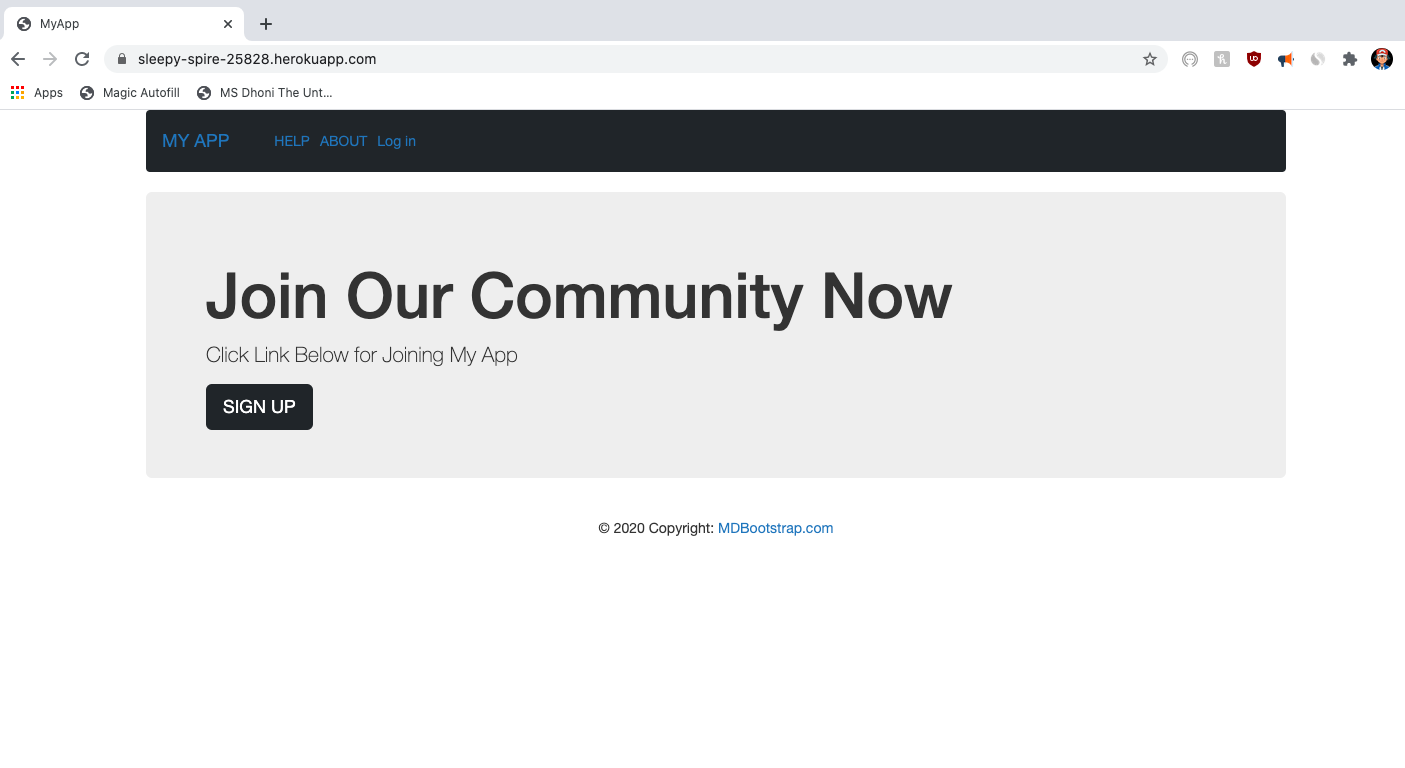 MyApp
sleepy-spire-25828.herokuapp.com
Apps Magic Autofill MS Dhoni The Unt...
MY APP HELP ABOUT Log in
Join Our Community Now
Click Link Below for Joining My App
SIGN UP
© 2020 Copyright: MDBootstrap.com